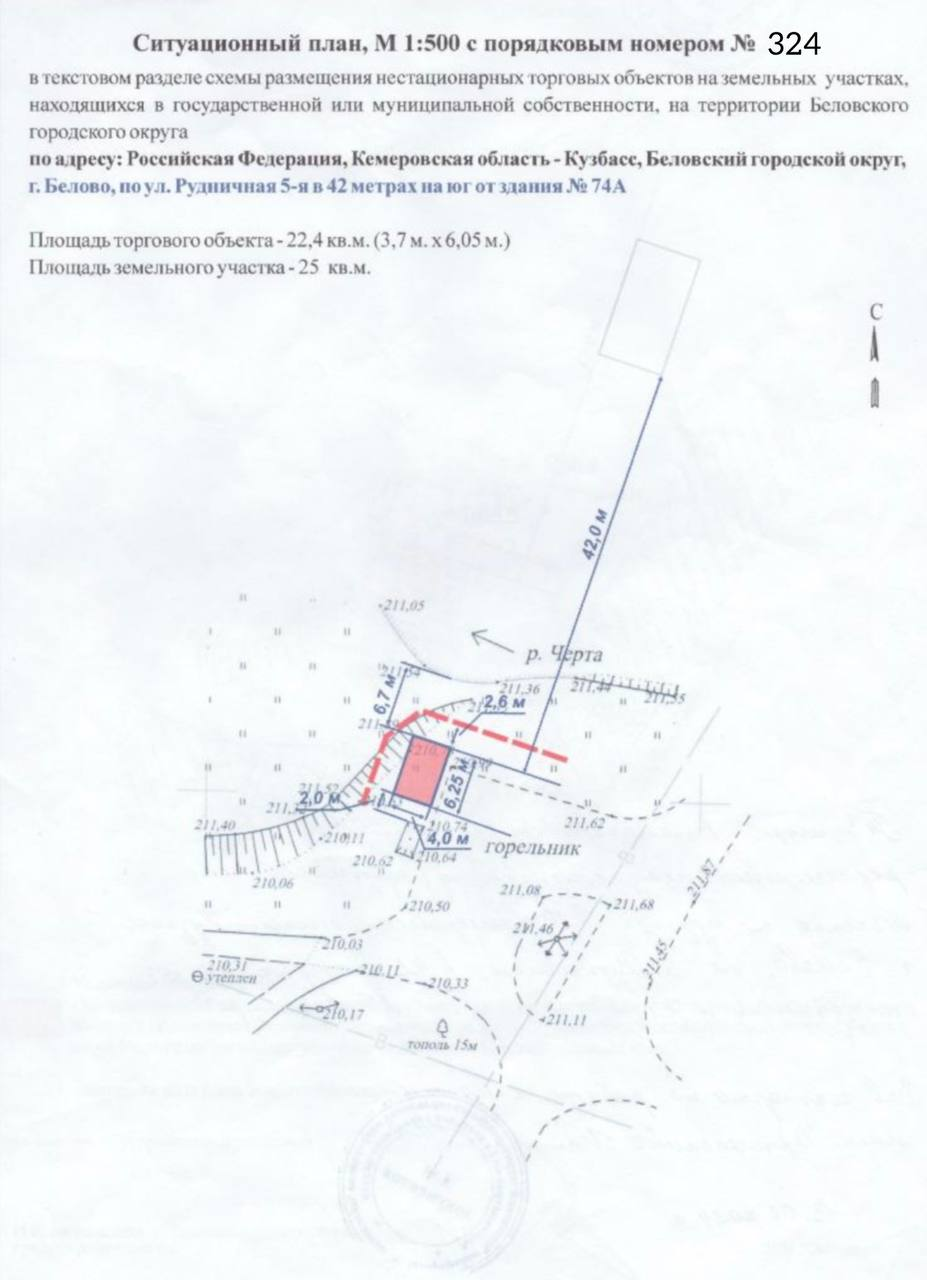 Ситуационный план, М 1:500 с порядковым номером № 324
в текстовом разделе схемы размещения нестационарных торговых объектов на земельных участках,
находящихся в государственной или муниципальной собственности, на территории Беловского
городского округа
по адресу: Российская Федерация, Кемеровская область - Кузбасс, Беловский городской округ,
г. Белово, по ул. Рудничная 5-я в 42 метрах на юг от здания № 74А
Площадь торгового объекта - 22,4 кв.м. (3,7 м. х 6,05 м.)
Площадь земельного участка - 25 кв.м.
С
42,0 м
211,05
р. Черта
6,7 м
211,36
211,44
211,55
2,6 м
6,25 м
211,52
2,0 м
211,40
210,11
210,74
4,0 м
211,62
горельник
210,62
210,64
210,06
211,08
211,87
210,50
211,68
211,46
210,03
211,45
210,31
утеплен
210,11
210,33
210,17
211,11
тополь 15м
В